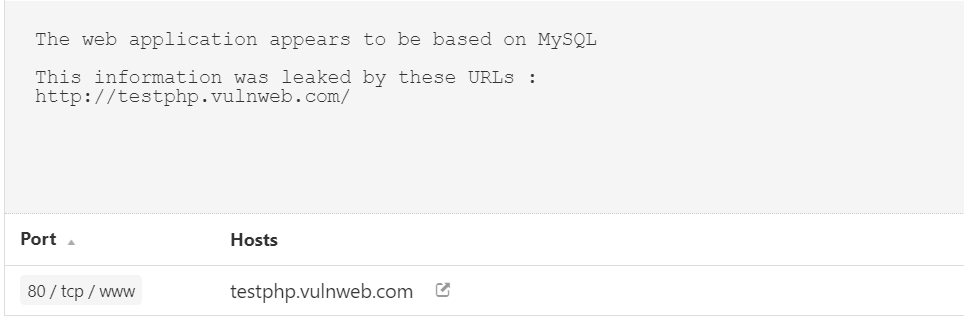 The web application appears to be based on MySQL
This information was leaked by these URLs :
http://testphp.vulnweb.com/
Port Hosts
80 / tcp / www testphp.vulnweb.com